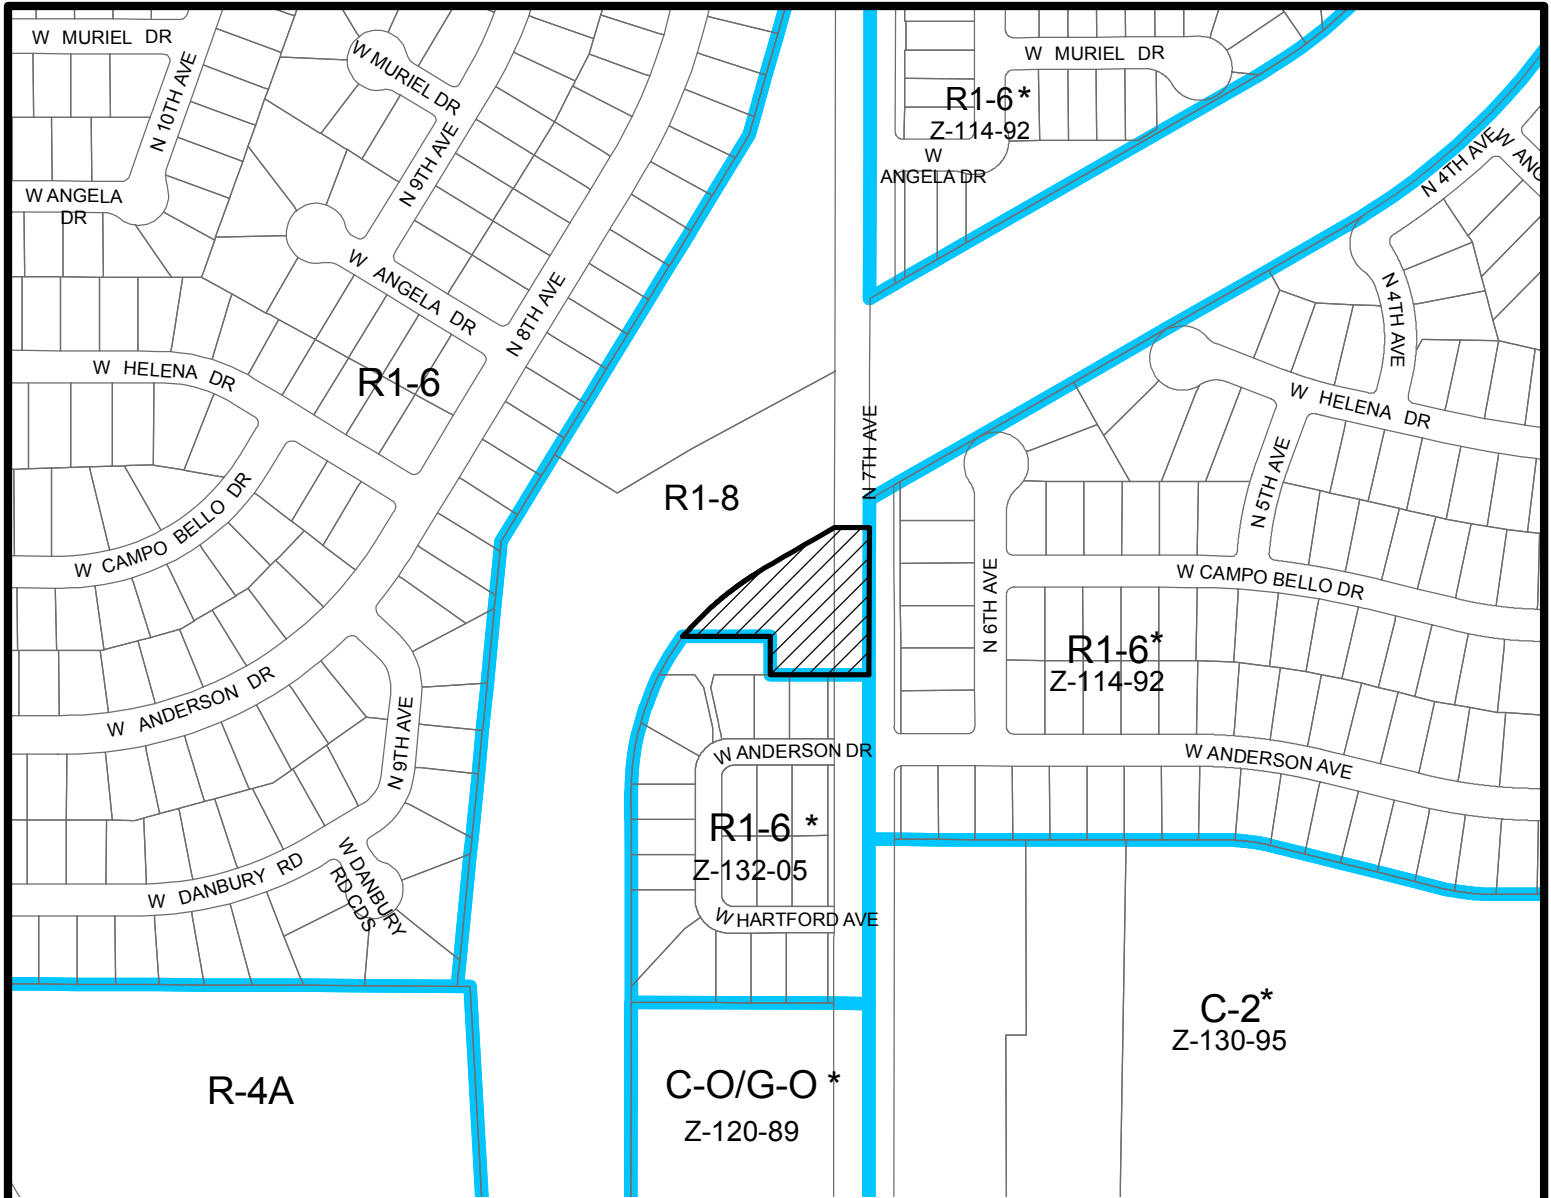 W MURIEL DR
N 10TH AVE
W MURIEL DR
N 9TH AVE
W MURIEL DR
R1-6*
Z-114-92
W
ANGELA DR
N 4TH AVE
W ANG
W ANGELA
DR
W ANGELA DR
N 8TH AVE
N 4TH AVE
W HELENA DR
R1-6
W HELENA DR
N 7TH AVE
R1-8
N 5TH AVE
W CAMPO BELLO DR
W CAMPO BELLO DR
N 6TH AVE
R1-6*
Z-114-92
W ANDERSON DR
N 9TH AVE
W ANDERSON DR
W ANDERSON AVE
R1-6 *
Z-132-05
W DANBURY RD
W DANBURY
RD CDS
W HARTFORD AVE
C-2*
Z-130-95
R-4A
C-O/G-O *
Z-120-89